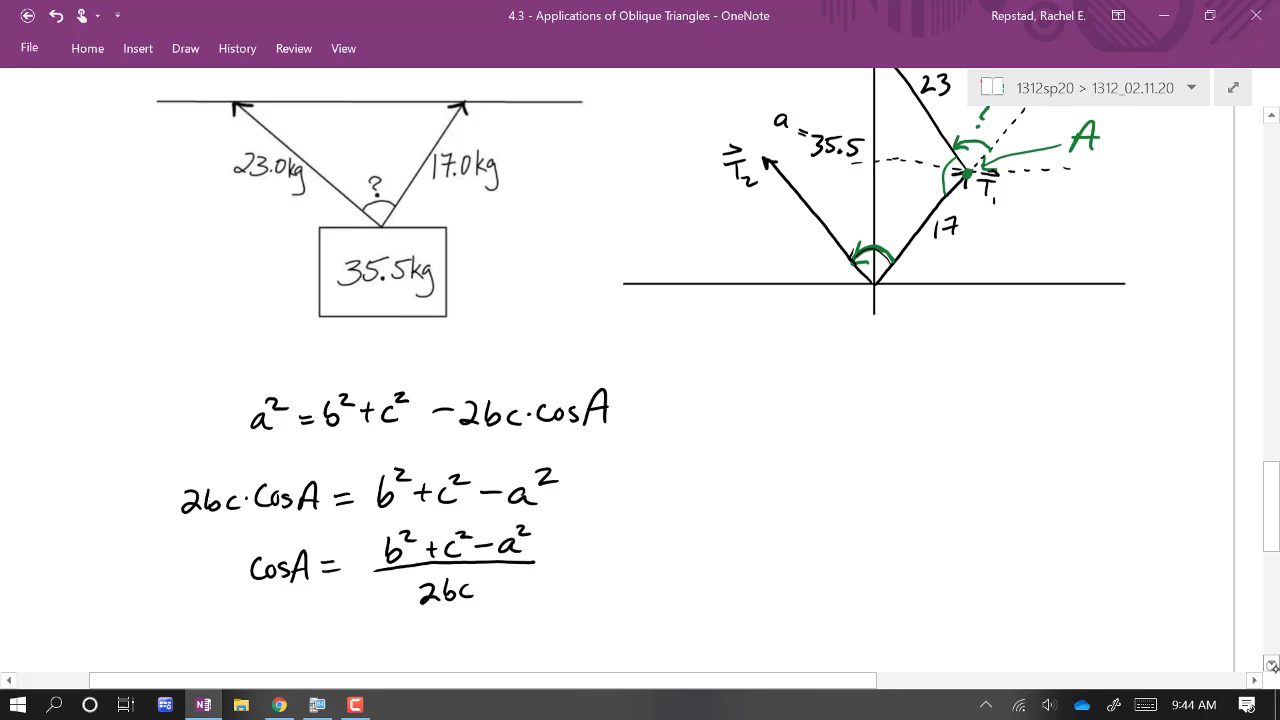 4.3 - Applications of Oblique Triangles - OneNote
Repstad, Rachel E.
File Home Insert Draw History Review View
1312sp20 > 1312_02.11.20
23.0kg
17.0kg
?
35.5kg
23
?
A
a = 35.5
T₂
T₁
17
a² = b² + c² - 2bc·cosA
2bc·cosA = b² + c² - a²
cosA = b² + c² - a²
2bc
9:44 AM